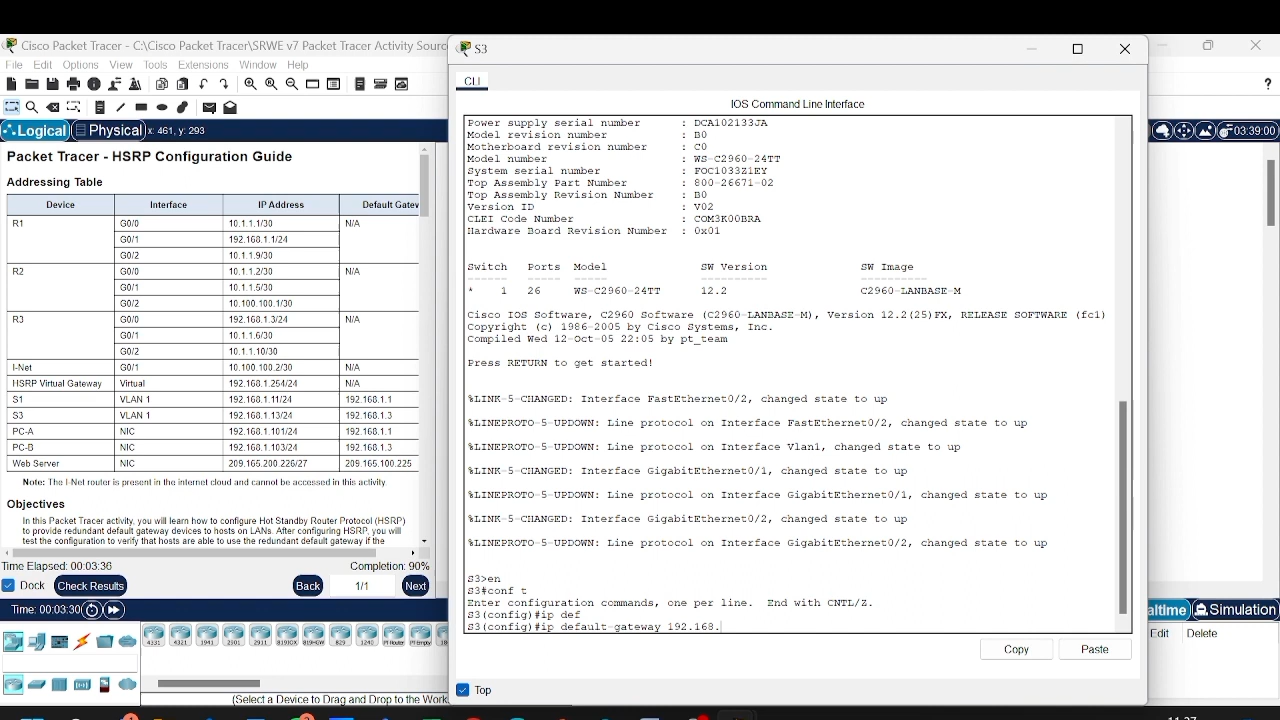 Cisco Packet Tracer - C:\Cisco Packet Tracer\SRWE v7 Packet Tracer Activity Sourc
File Edit Options View Tools Extensions Window Help
Logical Physical x: 461, y: 293
03:39:00
Packet Tracer - HSRP Configuration Guide
Addressing Table
Device Interface IP Address Default Gatev
R1 G0/0 10.1.1.1/30 N/A
G0/1 192.168.1.1/24
G0/2 10.1.1.9/30
R2 G0/0 10.1.1.2/30 N/A
G0/1 10.1.1.5/30
G0/2 10.100.100.1/30
R3 G0/0 192.168.1.3/24 N/A
G0/1 10.1.1.6/30
G0/2 10.1.1.10/30
I-Net G0/1 10.100.100.2/30 N/A
HSRP Virtual Gateway Virtual 192.168.1.254/24 N/A
S1 VLAN 1 192.168.1.11/24 192.168.1.1
S3 VLAN 1 192.168.1.13/24 192.168.1.3
PC-A NIC 192.168.1.101/24 192.168.1.1
PC-B NIC 192.168.1.103/24 192.168.1.3
Web Server NIC 209.165.200.226/27 209.165.100.225
Note: The I-Net router is present in the internet cloud and cannot be accessed in this activity.
Objectives
In this Packet Tracer activity, you will learn how to configure Hot Standby Router Protocol (HSRP)
to provide redundant default gateway devices to hosts on LANs. After configuring HSRP, you will
test the configuration to verify that hosts are able to use the redundant default gateway if the
Time Elapsed: 00:03:36 Completion: 90%
Dock Check Results Back 1/1 Next
Time: 00:03:30
4331 4321 1941 2901 2911 819IOX 819HGW 829 1240 PT-Router PT-Empty
(Select a Device to Drag and Drop to the Work
S3
CLI
IOS Command Line Interface
Power supply serial number : DCA102133JA
Model revision number : B0
Motherboard revision number : C0
Model number : WS-C2960-24TT
System serial number : FOC1033Z1EY
Top Assembly Part Number : 800-26671-02
Top Assembly Revision Number : B0
Version ID : V02
CLEI Code Number : COM3K00BRA
Hardware Board Revision Number : 0x01
Switch Ports Model SW Version SW Image
------ ----- ----- ---------- ----------
* 1 26 WS-C2960-24TT 12.2 C2960-LANBASE-M
Cisco IOS Software, C2960 Software (C2960-LANBASE-M), Version 12.2(25)FX, RELEASE SOFTWARE (fc1)
Copyright (c) 1986-2005 by Cisco Systems, Inc.
Compiled Wed 12-Oct-05 22:05 by pt_team
Press RETURN to get started!
%LINK-5-CHANGED: Interface FastEthernet0/2, changed state to up
%LINEPROTO-5-UPDOWN: Line protocol on Interface FastEthernet0/2, changed state to up
%LINEPROTO-5-UPDOWN: Line protocol on Interface Vlan1, changed state to up
%LINK-5-CHANGED: Interface GigabitEthernet0/1, changed state to up
%LINEPROTO-5-UPDOWN: Line protocol on Interface GigabitEthernet0/1, changed state to up
%LINK-5-CHANGED: Interface GigabitEthernet0/2, changed state to up
%LINEPROTO-5-UPDOWN: Line protocol on Interface GigabitEthernet0/2, changed state to up
S3>en
S3#conf t
Enter configuration commands, one per line. End with CNTL/Z.
S3(config)#ip def
S3(config)#ip default-gateway 192.168.
Copy Paste
Top
altime Simulation
Edit Delete